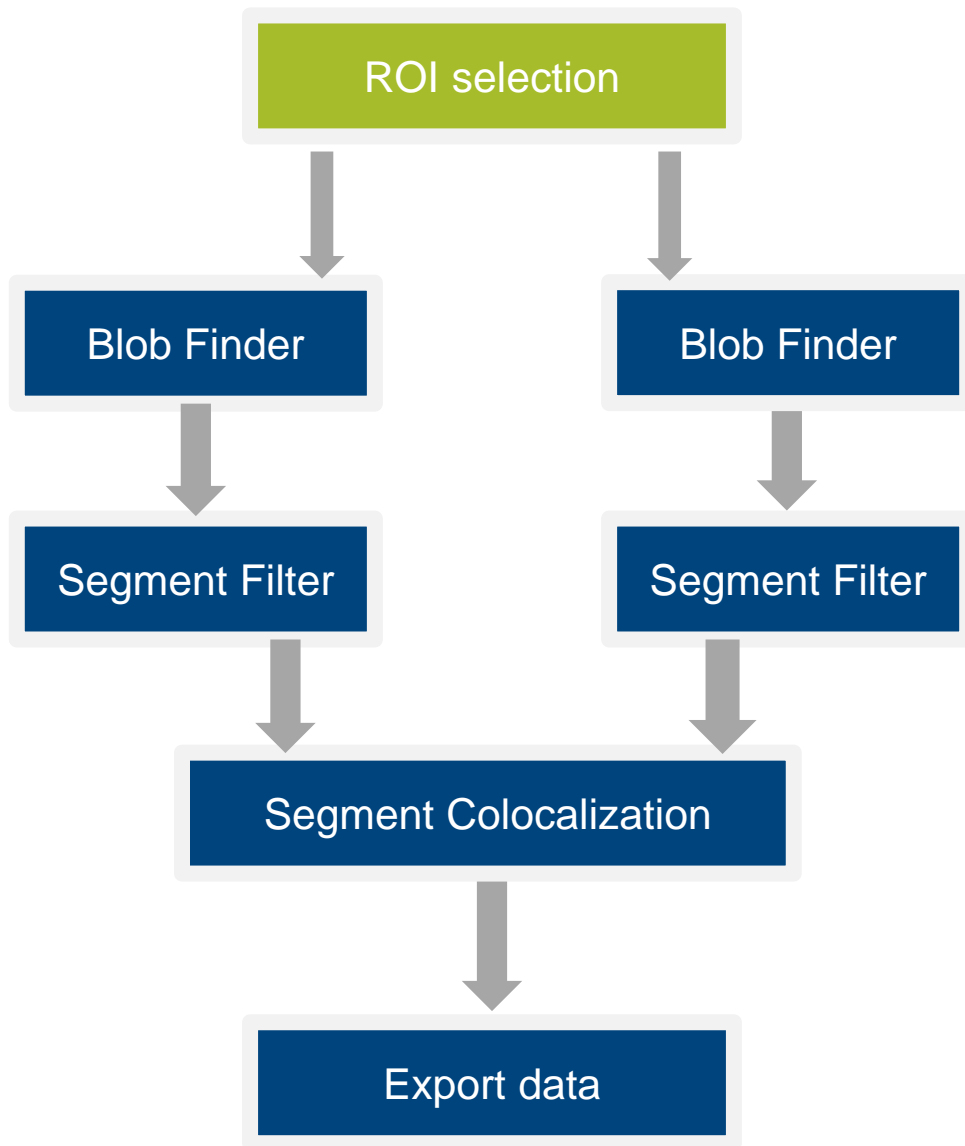 ROI selection
Blob Finder
Blob Finder
Segment Filter
Segment Filter
Segment Colocalization
Export data